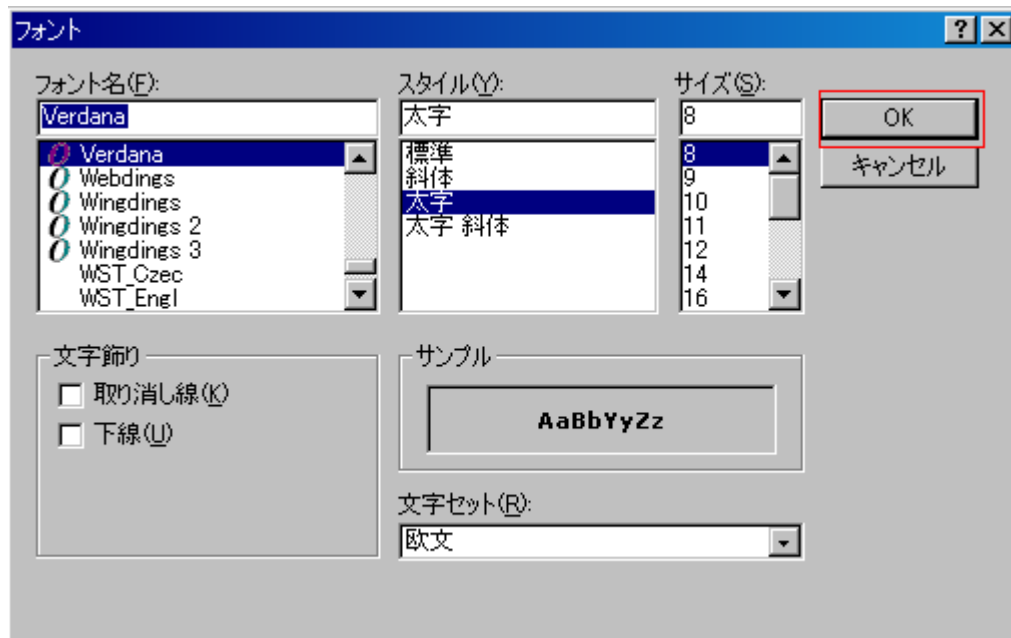 フォント
フォント名(F):
Verdana
Verdana
Webdings
Wingdings
Wingdings 2
Wingdings 3
WST_Czec
WST_Engl
スタイル(Y):
太字
標準
斜体
太字
太字 斜体
サイズ(S):
8
8
9
10
11
12
14
16
OK
キャンセル
文字飾り
取り消し線(K)
下線(U)
サンプル
AaBbYyZz
文字セット(R):
欧文